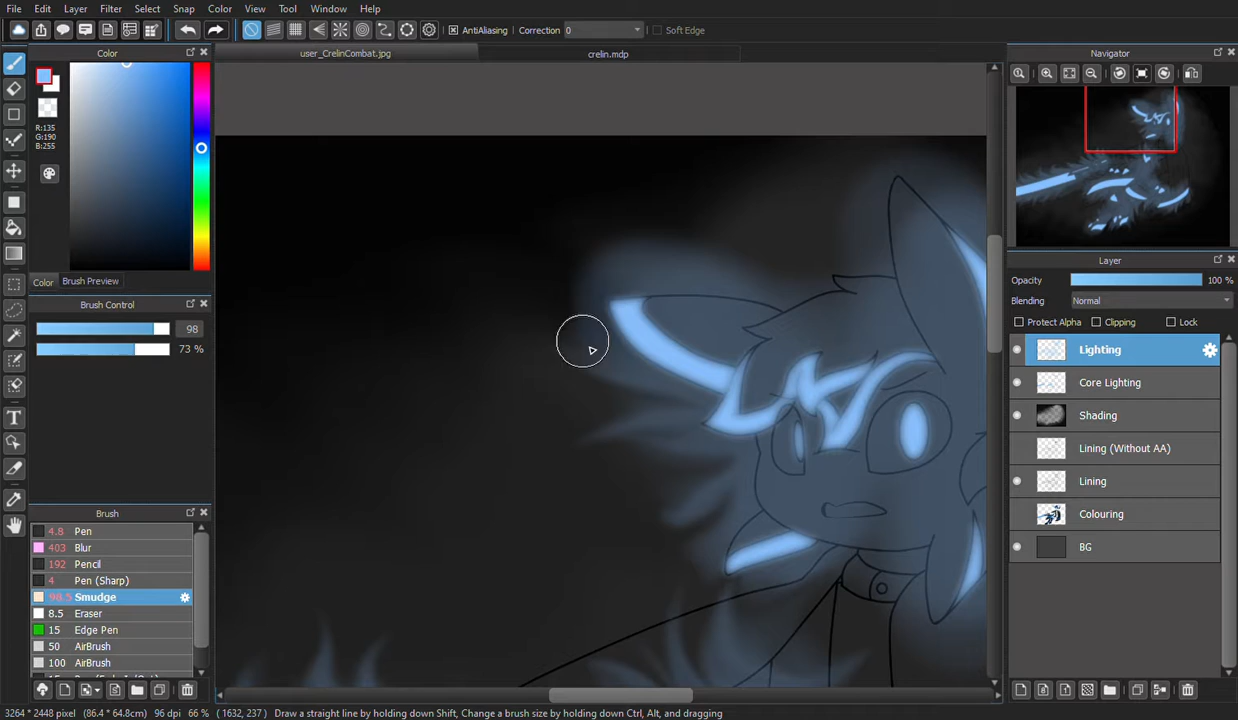 File Edit Layer Filter Select Snap Color View Tool Window Help
AntiAliasing Correction 0 Soft Edge
Color
user_CrelinCombat.jpg crelin.mdp
Navigator
R:135
G:190
B:255
Color Brush Preview
Brush Control
98
73 %
Brush
4.8 Pen
403 Blur
192 Pencil
4 Pen (Sharp)
98.5 Smudge
8.5 Eraser
15 Edge Pen
50 AirBrush
100 AirBrush
Layer
Opacity 100 %
Blending Normal
Protect Alpha Clipping Lock
Lighting
Core Lighting
Shading
Lining (Without AA)
Lining
Colouring
BG
3264 * 2448 pixel (86.4 * 64.8cm) 96 dpi 66 % ( 1632, 237 ) Draw a straight line by holding down Shift, Change a brush size by holding down Ctrl, Alt, and dragging